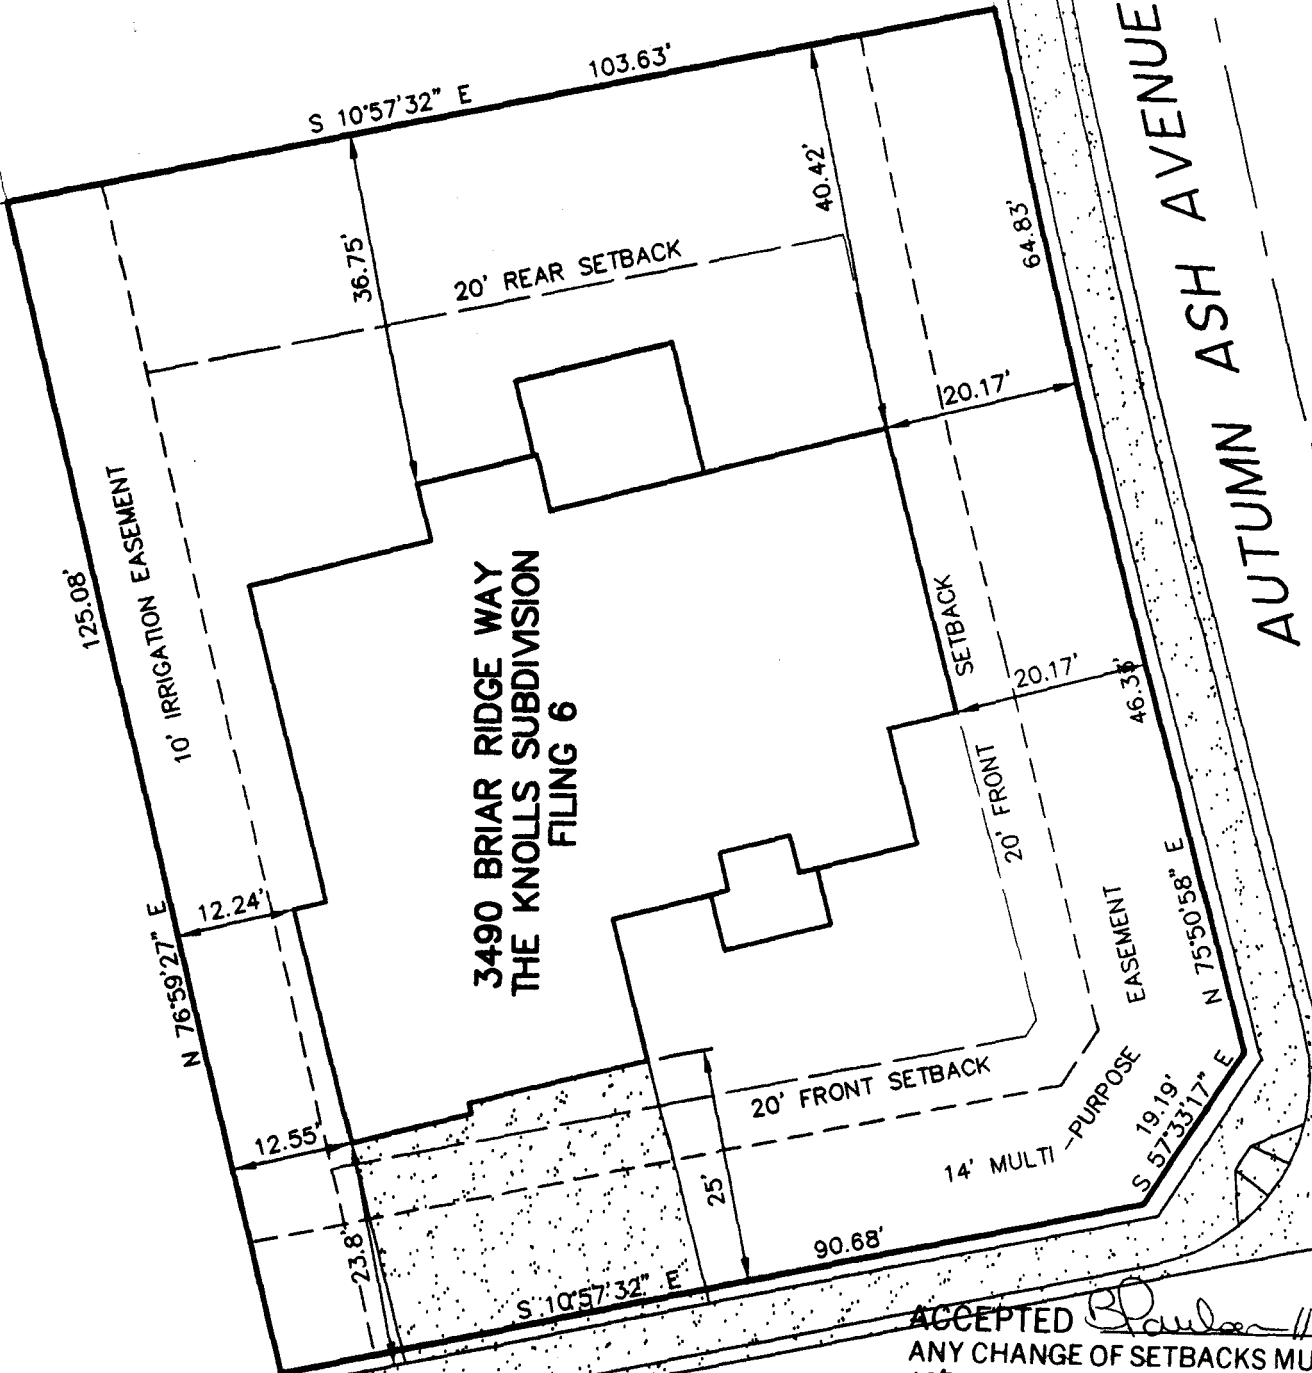 S 10°57'32" E
103.63'
AUTUMN ASH AVENUE
36.75'
40.42'
64.83'
20' REAR SETBACK
20.17'
10' IRRIGATION EASEMENT
125.08'
3490 BRIAR RIDGE WAY
THE KNOLLS SUBDIVISION
FILING 6
SETBACK
20.17'
20' FRONT
12.24'
N 76°59'27" E
N 75°50'58" E
EASEMENT
20' FRONT SETBACK
14' MULTI-PURPOSE
19.19'
S 57°33'17" E
12.55'
25'
23.8'
90.68'
S 10°57'32" E
ACCEPTED
ANY CHANGE OF SETBACKS MU